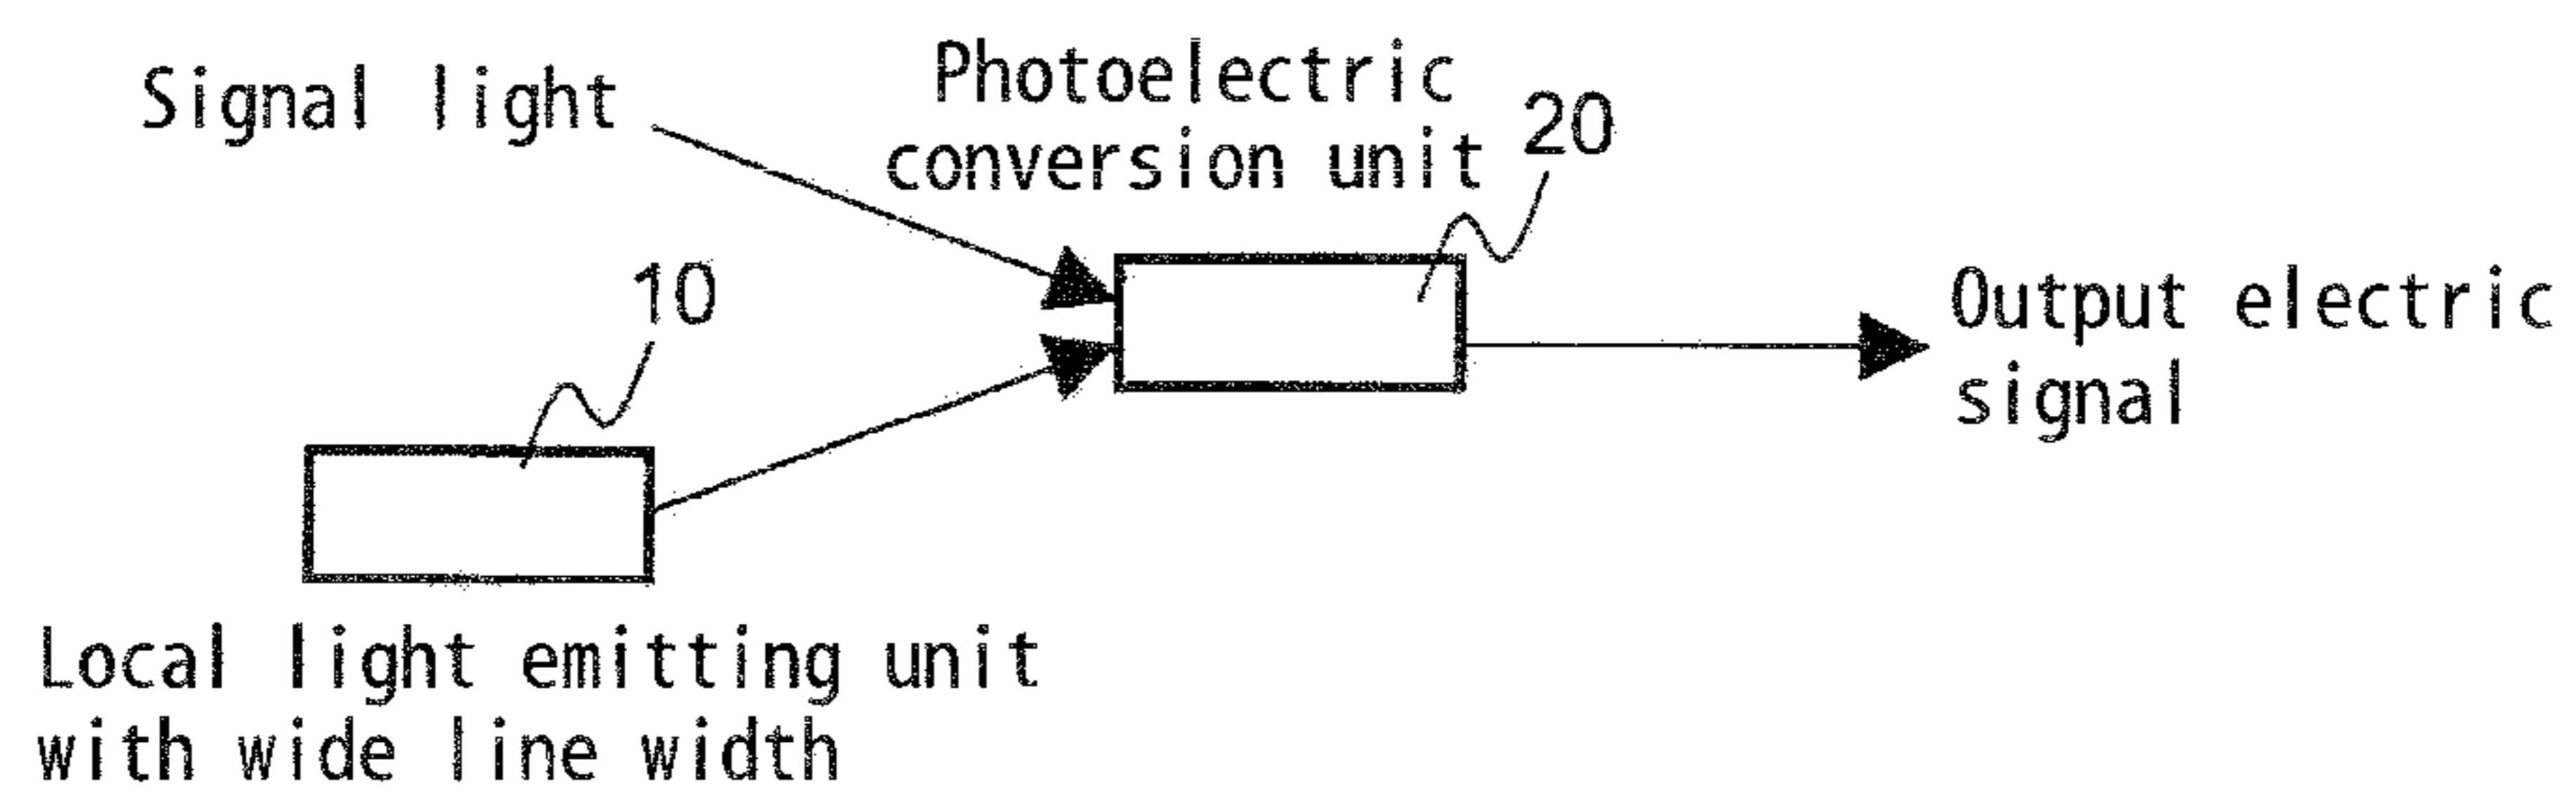 Signal light
Photoelectric
conversion unit
20
10
Output electric
signal
Local light emitting unit
with wide line width